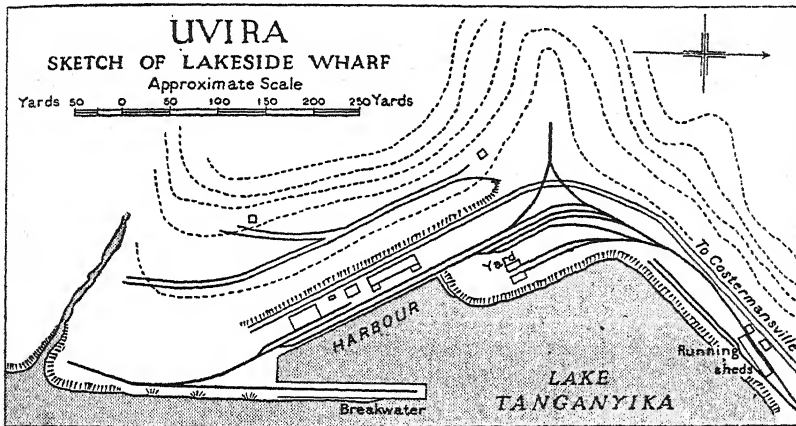 UVIRA
SKETCH OF LAKESIDE WHARF
Approximate Scale
Yards 50 0 50 100 150 200 250 Yards
To Costermansville
Yard
HARBOUR
Running
sheds
LAKE
TANGANYIKA
Breakwater